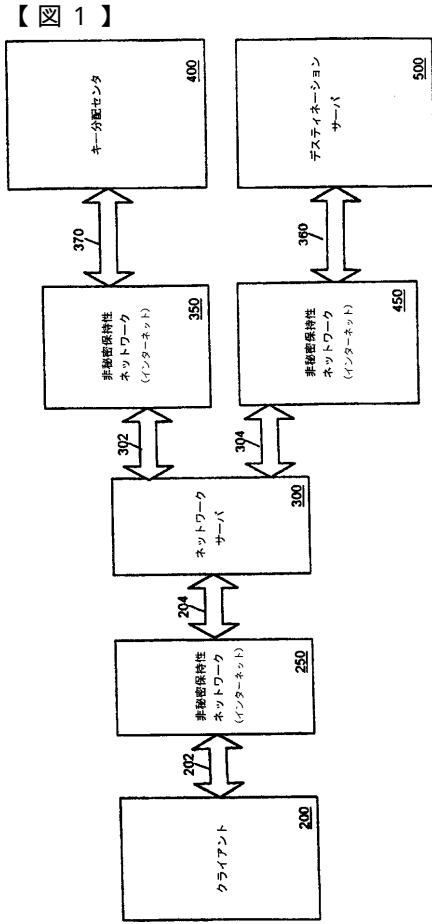 【図1】
クライアント
200
202
非秘密保持性
ネットワーク
(インターネット)
250
204
ネットワーク
サーバ
300
302
304
非秘密保持性
ネットワーク
(インターネット)
350
370
キー分配センタ
400
非秘密保持性
ネットワーク
(インターネット)
450
360
デスティネーション
サーバ
500